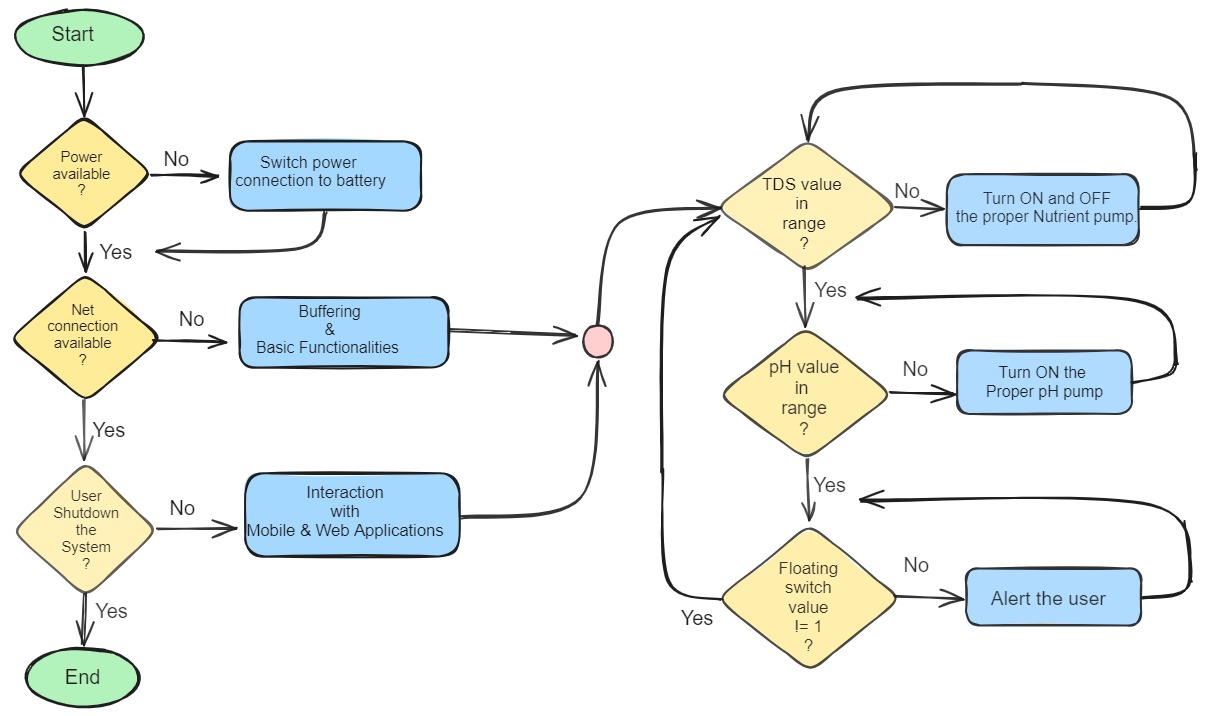 Start
Power
available
?
No
Switch power
connection to battery
Yes
Net
connection
available
?
No
Buffering
&
Basic Functionalities
Yes
User
Shutdown
the
System
?
No
Interaction
with
Mobile & Web Applications
Yes
End
TDS value
in
range
?
No
Turn ON and OFF
the proper Nutrient pump.
Yes
pH value
in
range
?
No
Turn ON the
Proper pH pump
Yes
Floating
switch
value
!= 1
?
No
Alert the user
Yes